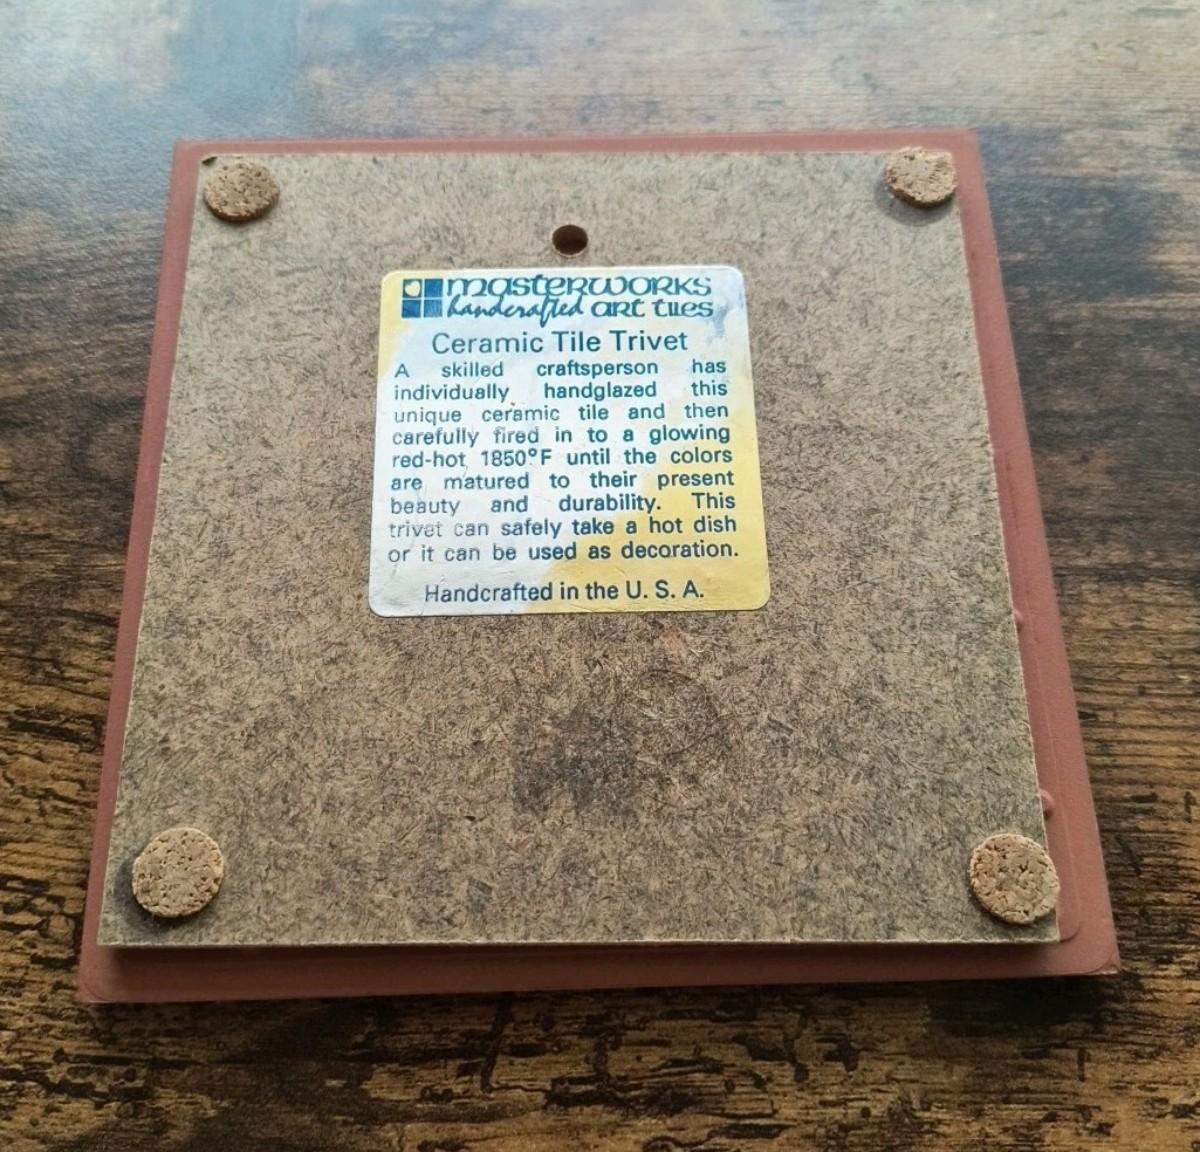 masterworks
handcrafted art tiles
Ceramic Tile Trivet
A skilled craftsperson has
individually handglazed this
unique ceramic tile and then
carefully fired in to a glowing
red-hot 1850°F until the colors
are matured to their present
beauty and durability. This
trivet can safely take a hot dish
or it can be used as decoration.
Handcrafted in the U. S. A.